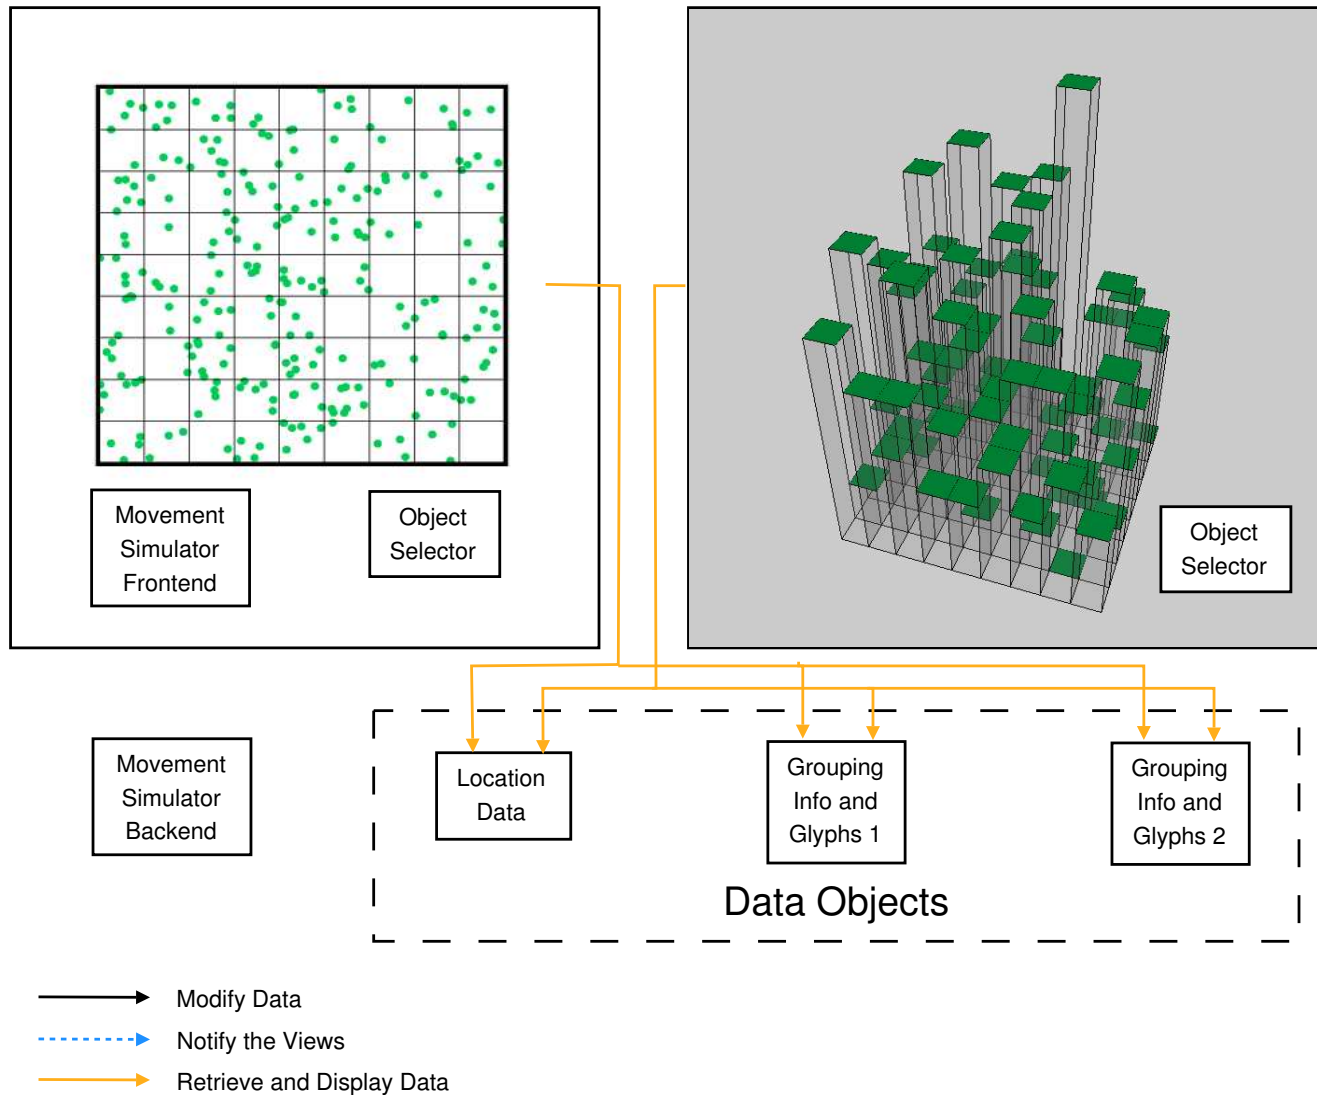 Movement
Simulator
Frontend
Object
Selector
Object
Selector
Movement
Simulator
Backend
Location
Data
Grouping
Info and
Glyphs 1
Grouping
Info and
Glyphs 2
Data Objects
Modify Data
Notify the Views
Retrieve and Display Data